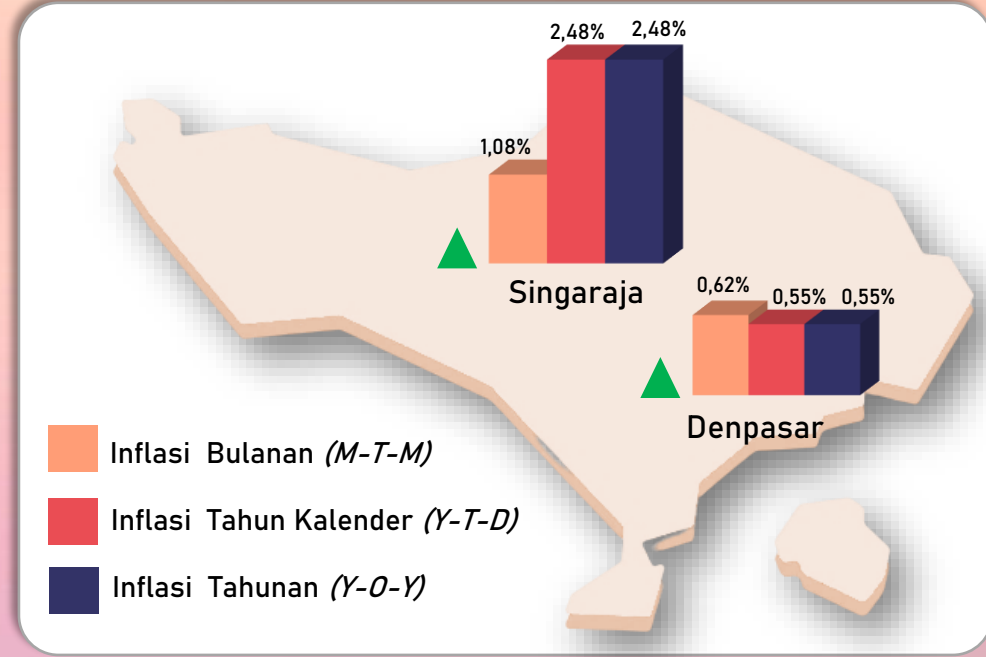 2,48% 2,48%
1,08%
Singaraja
0,62% 0,55% 0,55%
Denpasar
Inflasi Bulanan (M-T-M)
Inflasi Tahun Kalender (Y-T-D)
Inflasi Tahunan (Y-O-Y)